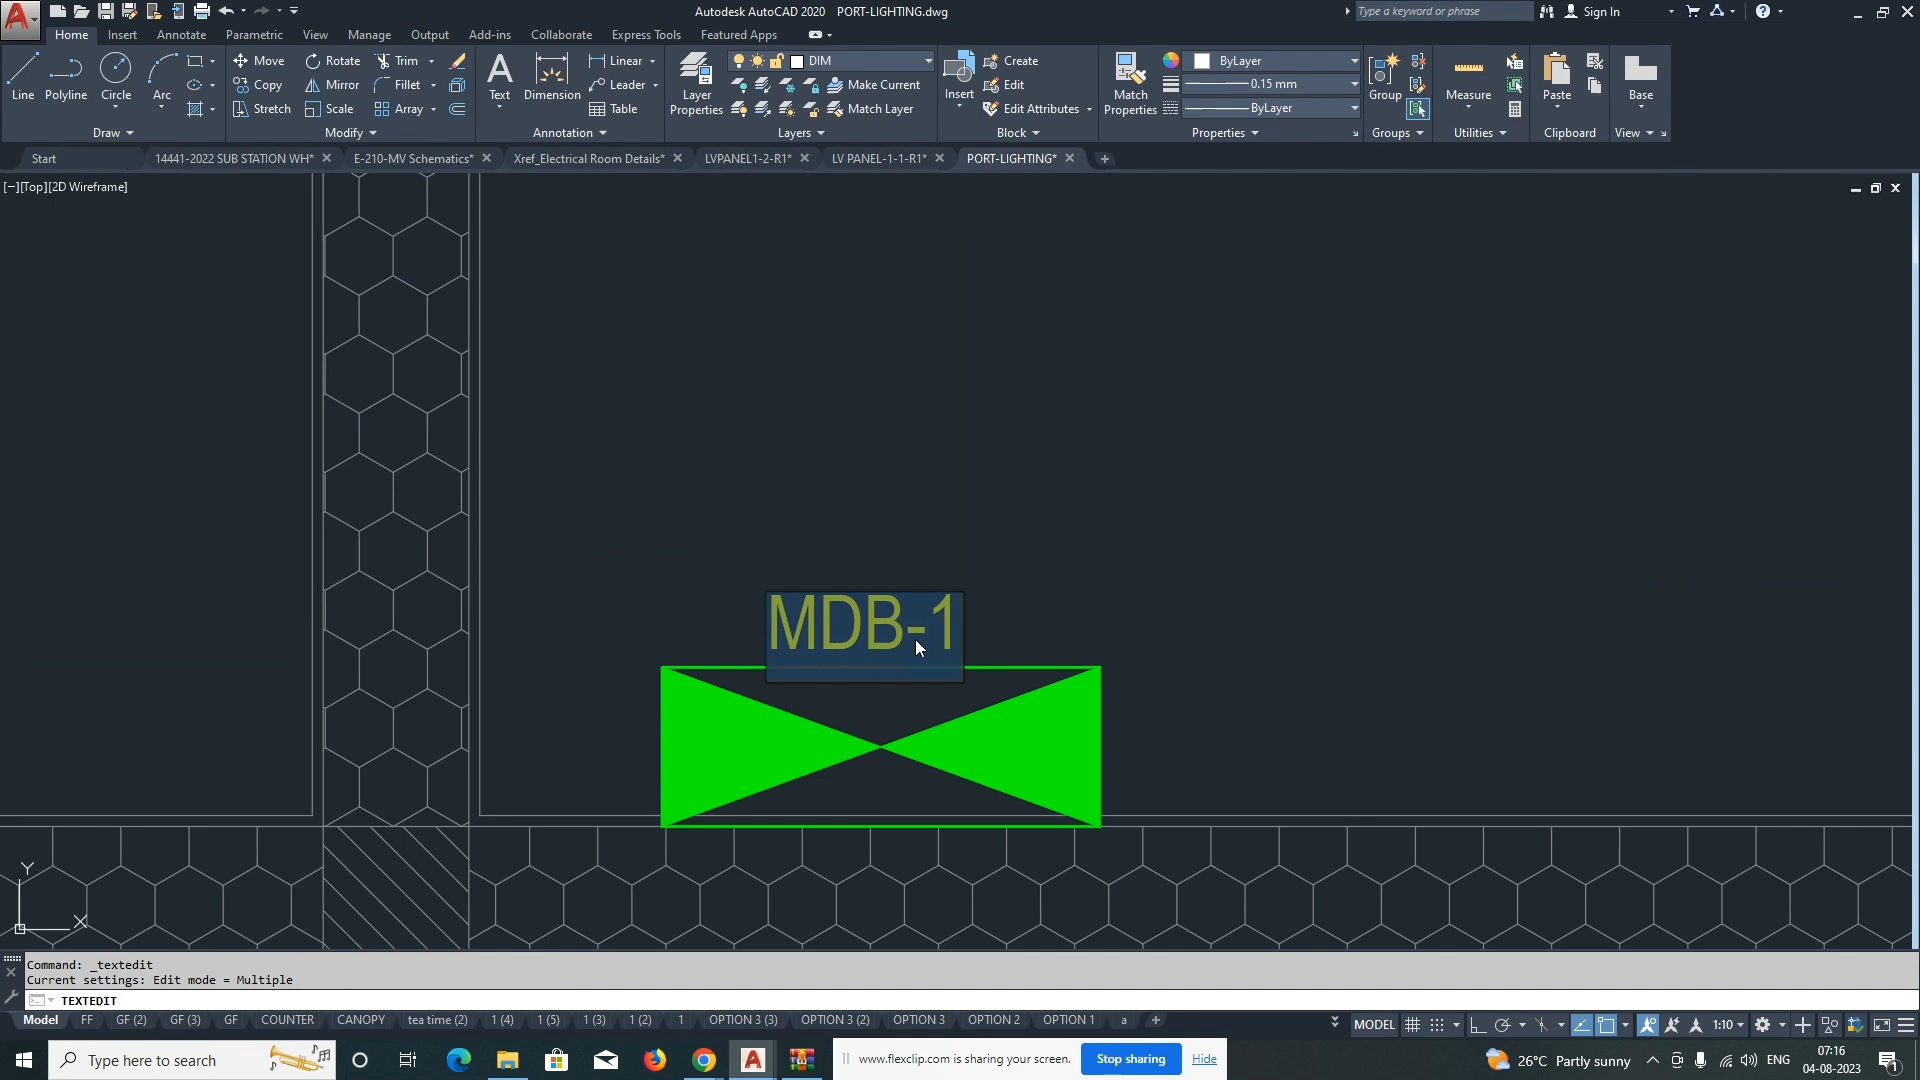 Autodesk AutoCAD 2020 PORT-LIGHTING.dwg
Type a keyword or phrase
Sign In
Home Insert Annotate Parametric View Manage Output Add-ins Collaborate Express Tools Featured Apps
Line Polyline Circle Arc
Move Rotate Trim
Copy Mirror Fillet
Stretch Scale Array
Text Dimension
Linear
Leader
Table
Layer Properties
DIM
Make Current
Match Layer
Insert
Create
Edit
Edit Attributes
Match Properties
ByLayer
0.15 mm
ByLayer
Group Measure Paste Base
Draw Modify Annotation Layers Block Properties Groups Utilities Clipboard View
Start 14441-2022 SUB STATION WH* E-210-MV Schematics* Xref_Electrical Room Details* LVPANEL1-2-R1* LV PANEL-1-1-R1* PORT-LIGHTING*
[−][Top][2D Wireframe]
MDB-1
Y
X
Command: _textedit
Current settings: Edit mode = Multiple
TEXTEDIT
Model FF GF (2) GF (3) GF COUNTER CANOPY tea time (2) 1 (4) 1 (5) 1 (3) 1 (2) 1 OPTION 3 (3) OPTION 3 (2) OPTION 3 OPTION 2 OPTION 1 a
MODEL 1:10
Type here to search
www.flexclip.com is sharing your screen. Stop sharing Hide
26°C Partly sunny
ENG
07:16
04-08-2023
1